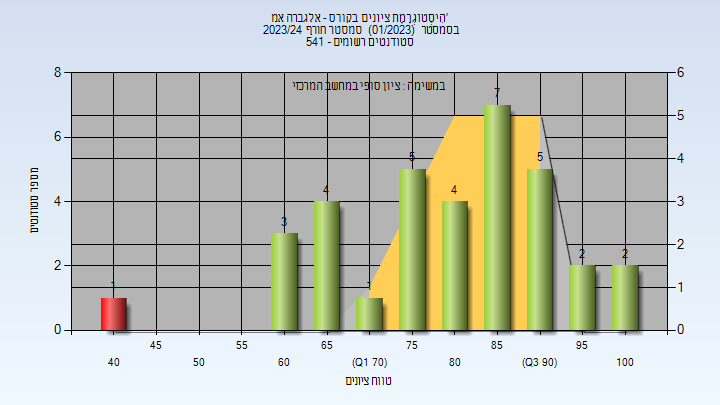 הִיסְטוגְרָמַת ציונים בקורס - אלגברה אמ'
בסמסטר (01/2023) סמסטר חורף 2023/24
סטודנטים רשומים - 541
במשימה : ציון סופי במחשב המרכזי
מספר סטודנטים
8 6 4 2 0
6 5 4 3 2 1 0
1 3 4 1 5 4 7 5 2 2
40 45 50 55 60 65 (Q1 70) 75 80 85 (Q3 90) 95 100
טווח ציונים